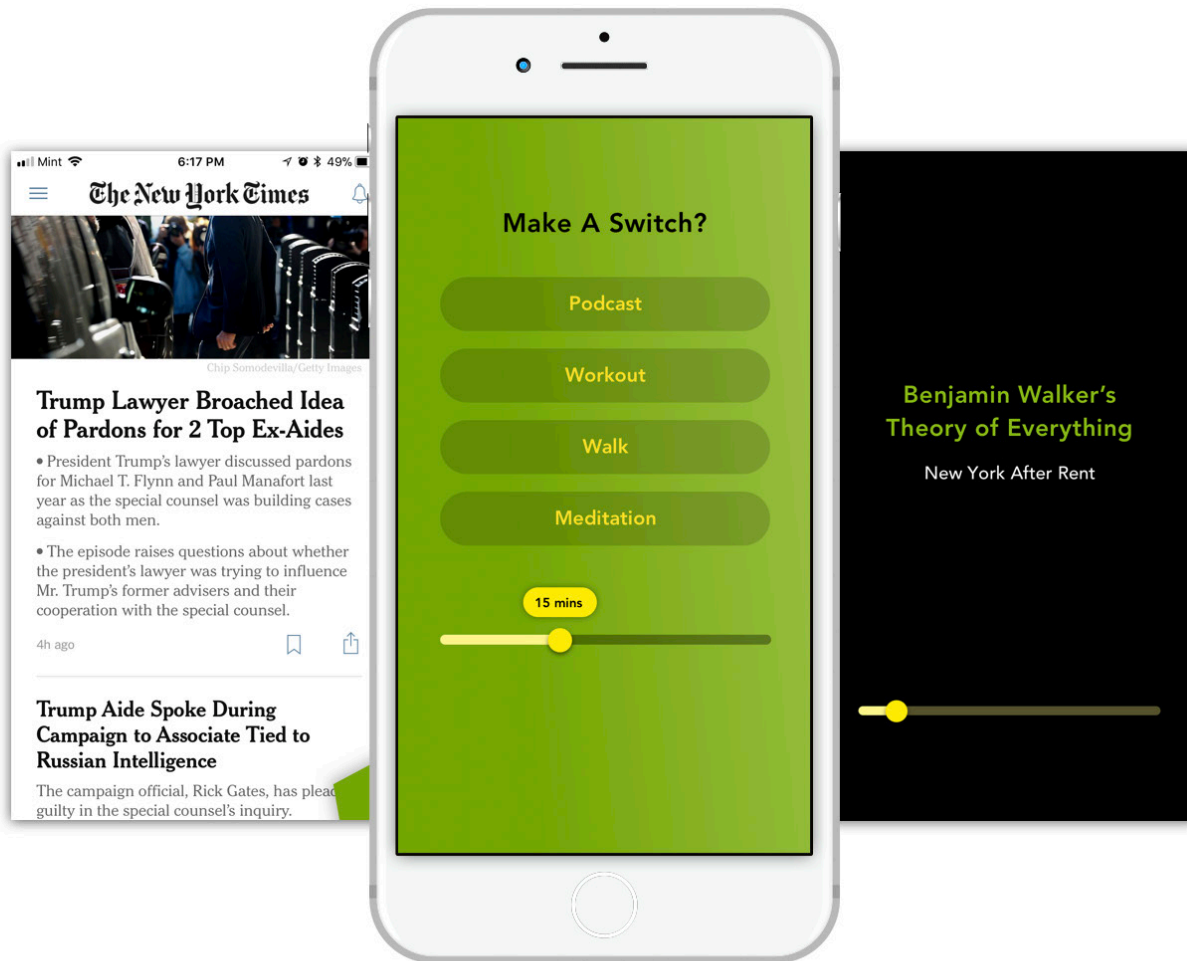 Mint 6:17 PM 49%
The New York Times
Chip Somodevilla/Getty Images
Trump Lawyer Broached Idea
of Pardons for 2 Top Ex-Aides
• President Trump's lawyer discussed pardons
for Michael T. Flynn and Paul Manafort last
year as the special counsel was building cases
against both men.
• The episode raises questions about whether
the president's lawyer was trying to influence
Mr. Trump's former advisers and their
cooperation with the special counsel.
4h ago
Trump Aide Spoke During
Campaign to Associate Tied to
Russian Intelligence
The campaign official, Rick Gates, has plead
guilty in the special counsel's inquiry.
Make A Switch?
Podcast
Workout
Walk
Meditation
15 mins
Benjamin Walker's
Theory of Everything
New York After Rent